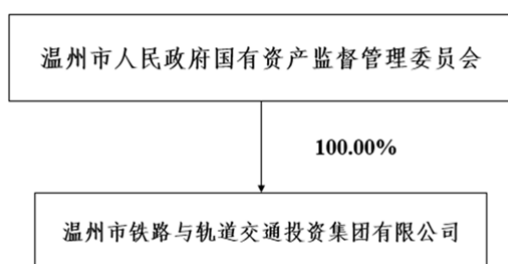 温州市人民政府国有资产监督管理委员会
100.00%
温州市铁路与轨道交通投资集团有限公司